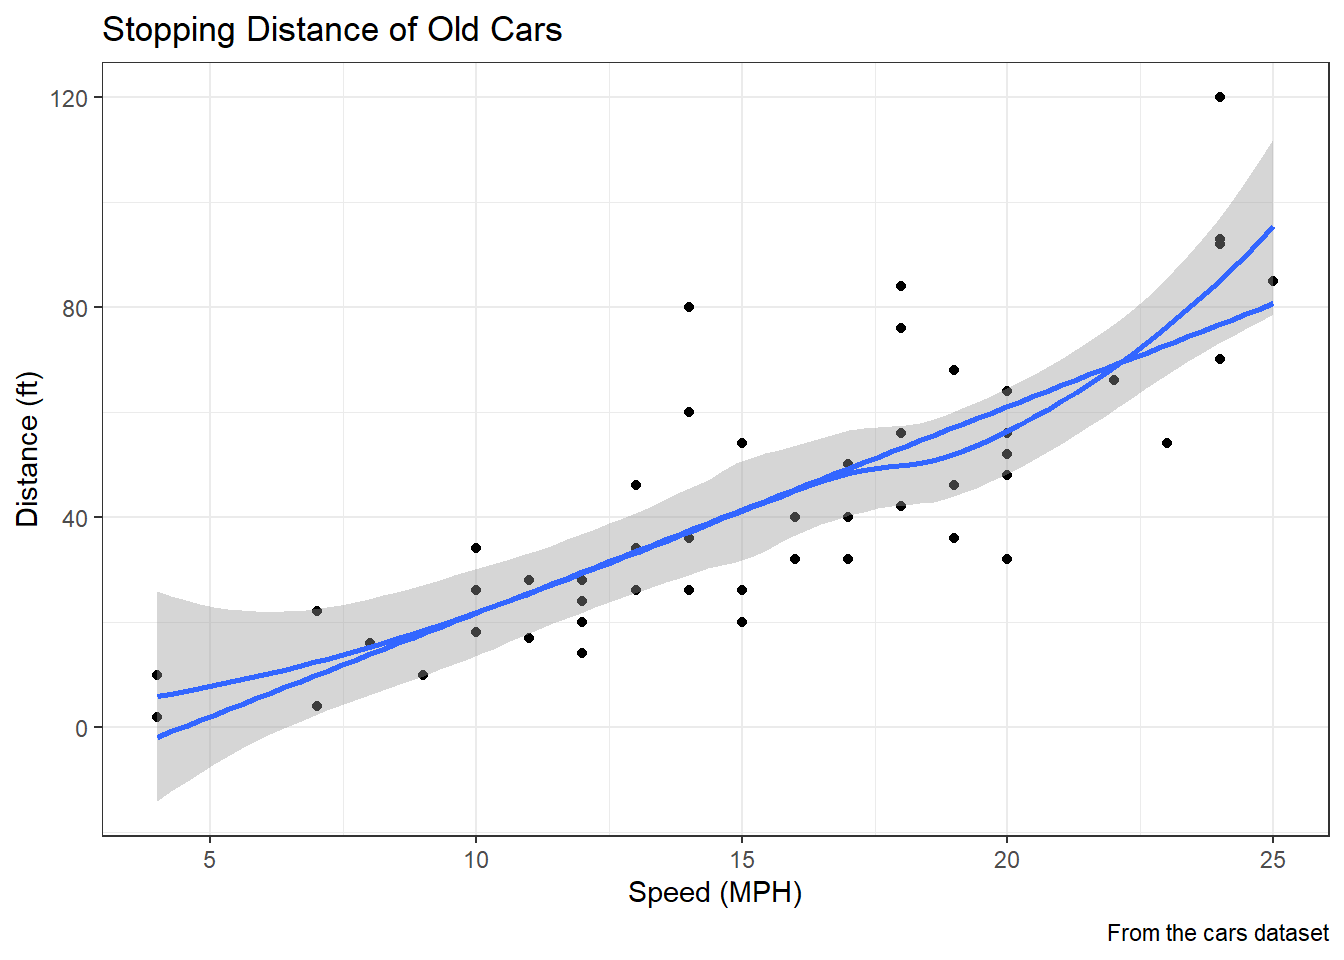 Stopping Distance of Old Cars
Distance (ft)
120
80
40
0
5 10 15 20 25
Speed (MPH)
From the cars dataset